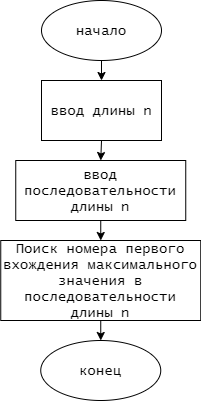 начало
ввод длины n
ввод
последовательности
длины n
Поиск номера первого
вхождения максимального
значения в
последовательности
длины n
конец